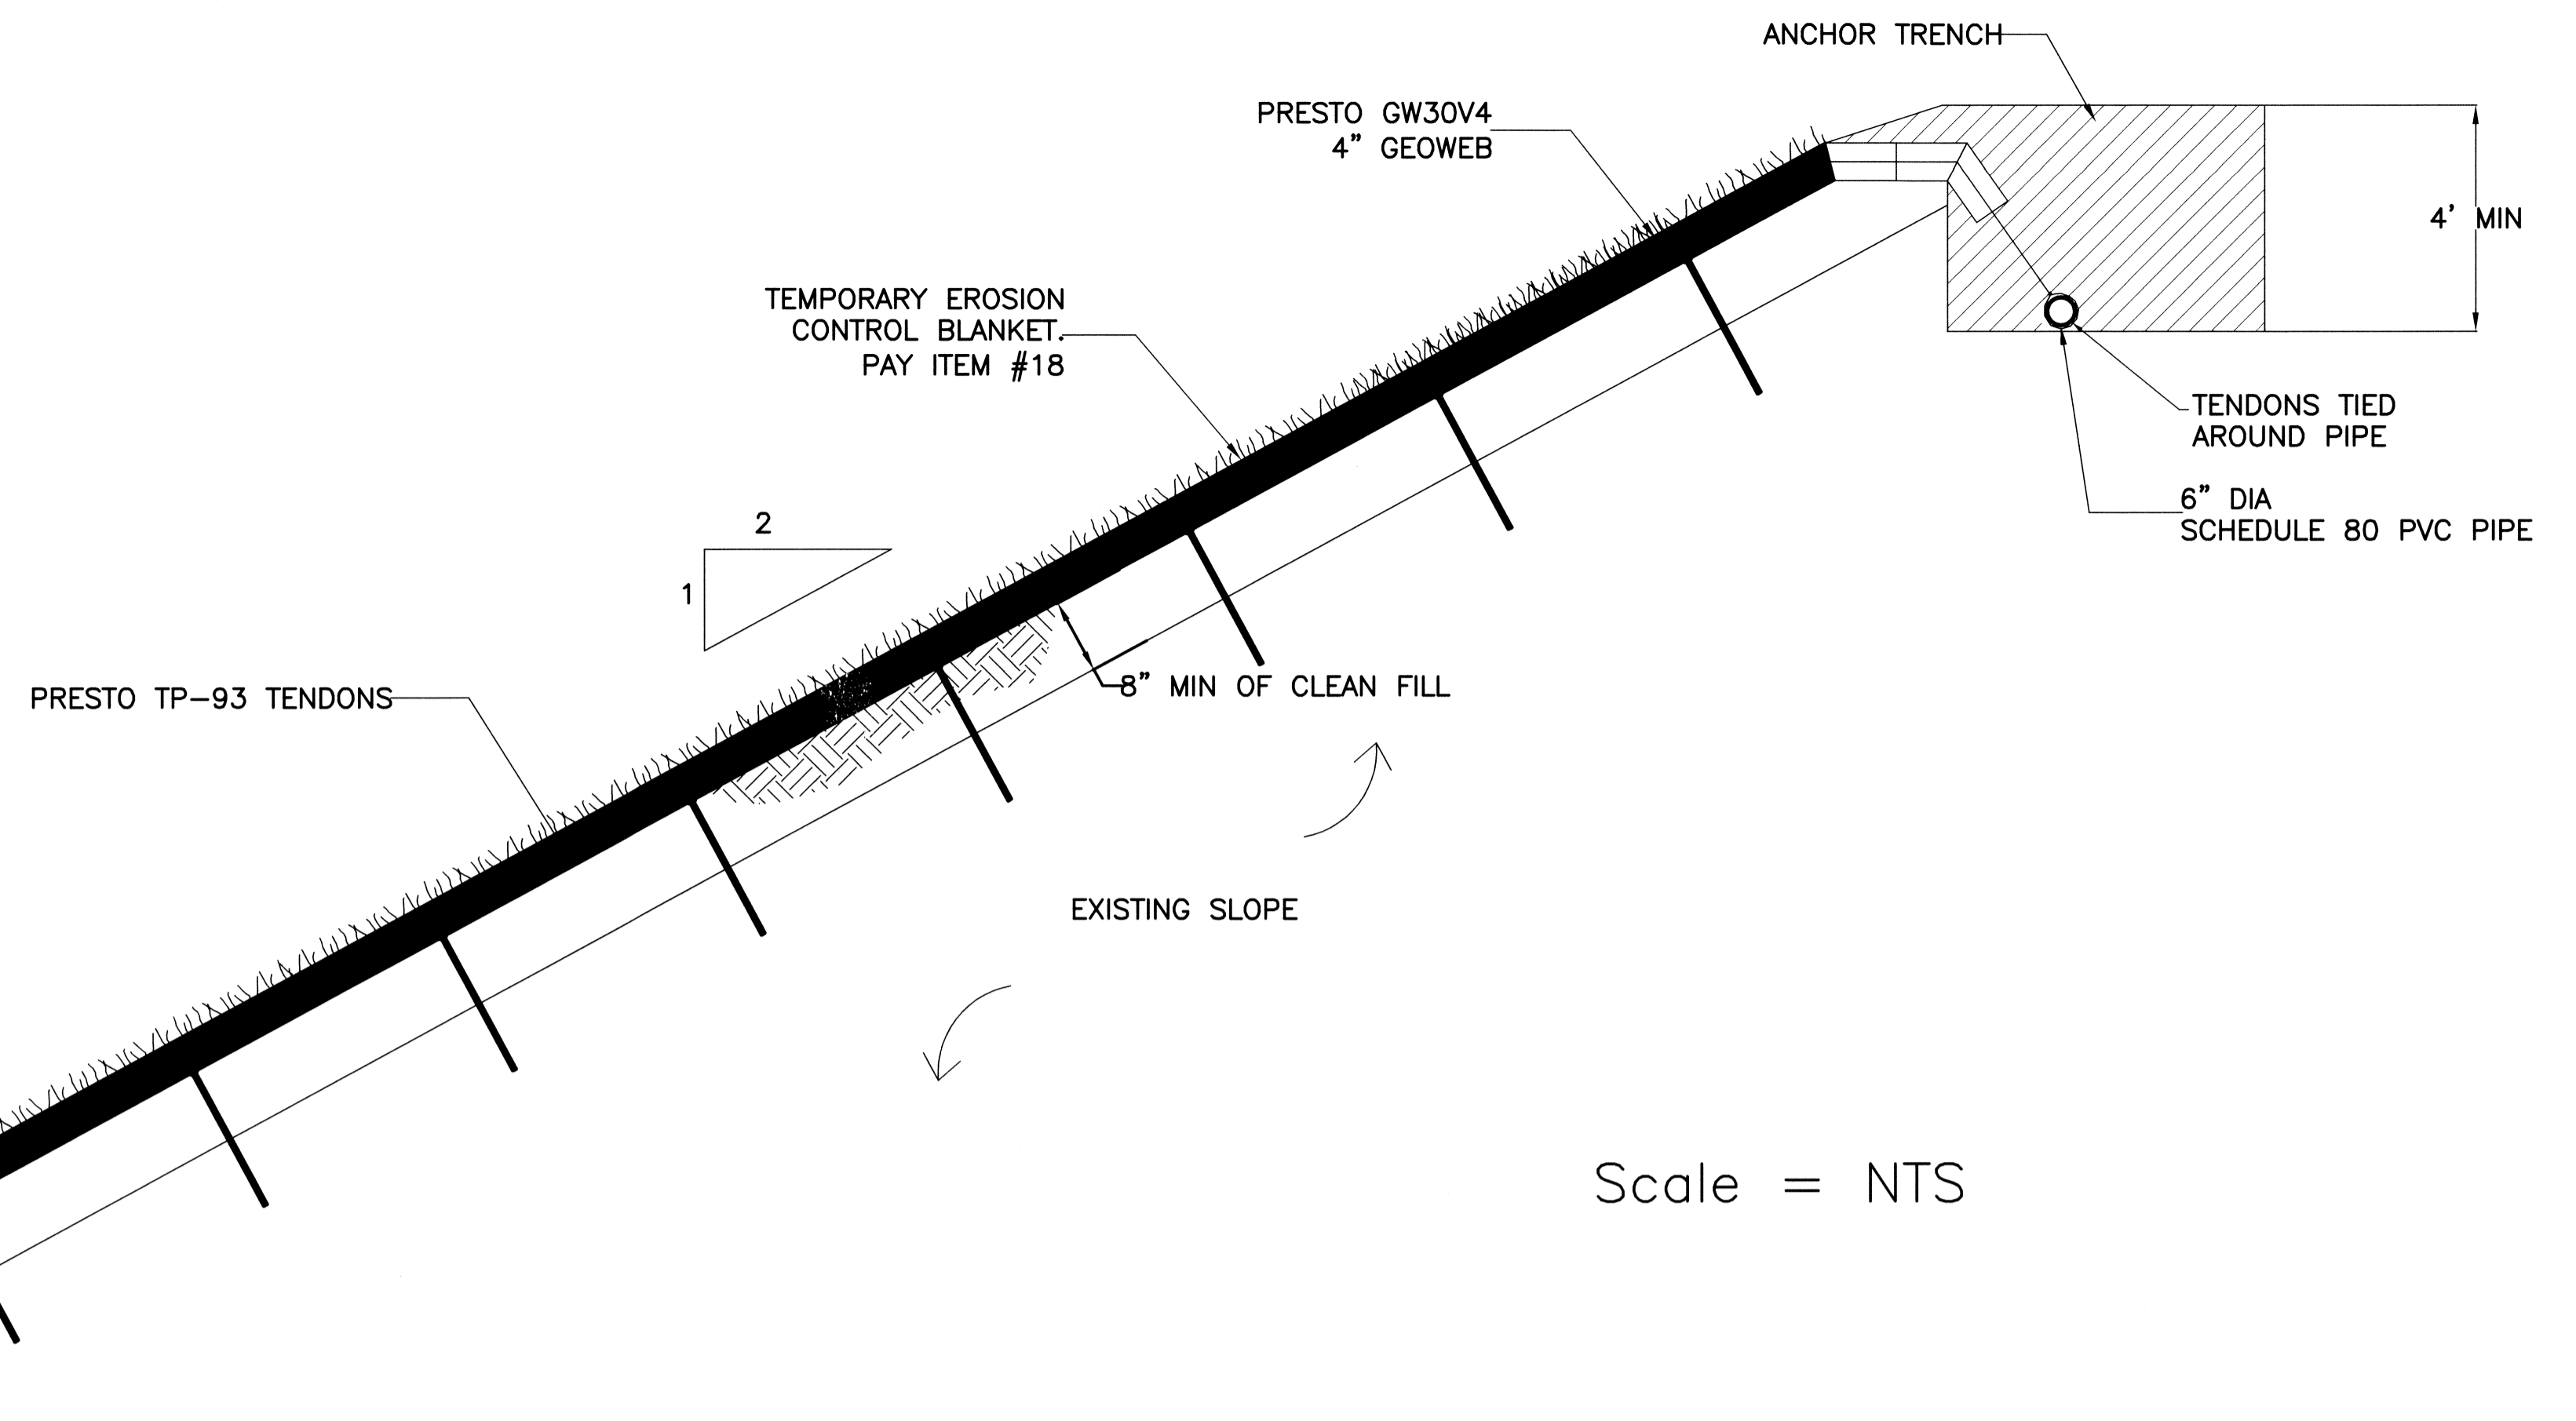 ANCHOR TRENCH
PRESTO GW30V4
4" GEOWEB
4' MIN
TEMPORARY EROSION
CONTROL BLANKET.
PAY ITEM #18
TENDONS TIED
AROUND PIPE
6" DIA
SCHEDULE 80 PVC PIPE
2
1
PRESTO TP-93 TENDONS
8" MIN OF CLEAN FILL
EXISTING SLOPE
Scale = NTS